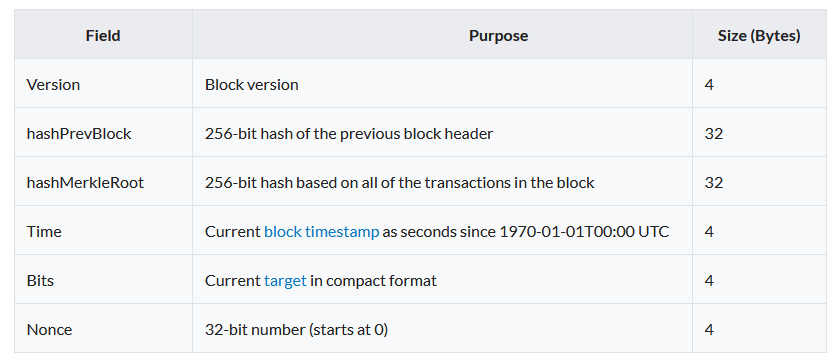 Field Purpose Size (Bytes)
Version Block version 4
hashPrevBlock 256-bit hash of the previous block header 32
hashMerkleRoot 256-bit hash based on all of the transactions in the block 32
Time Current block timestamp as seconds since 1970-01-01T00:00 UTC 4
Bits Current target in compact format 4
Nonce 32-bit number (starts at 0) 4